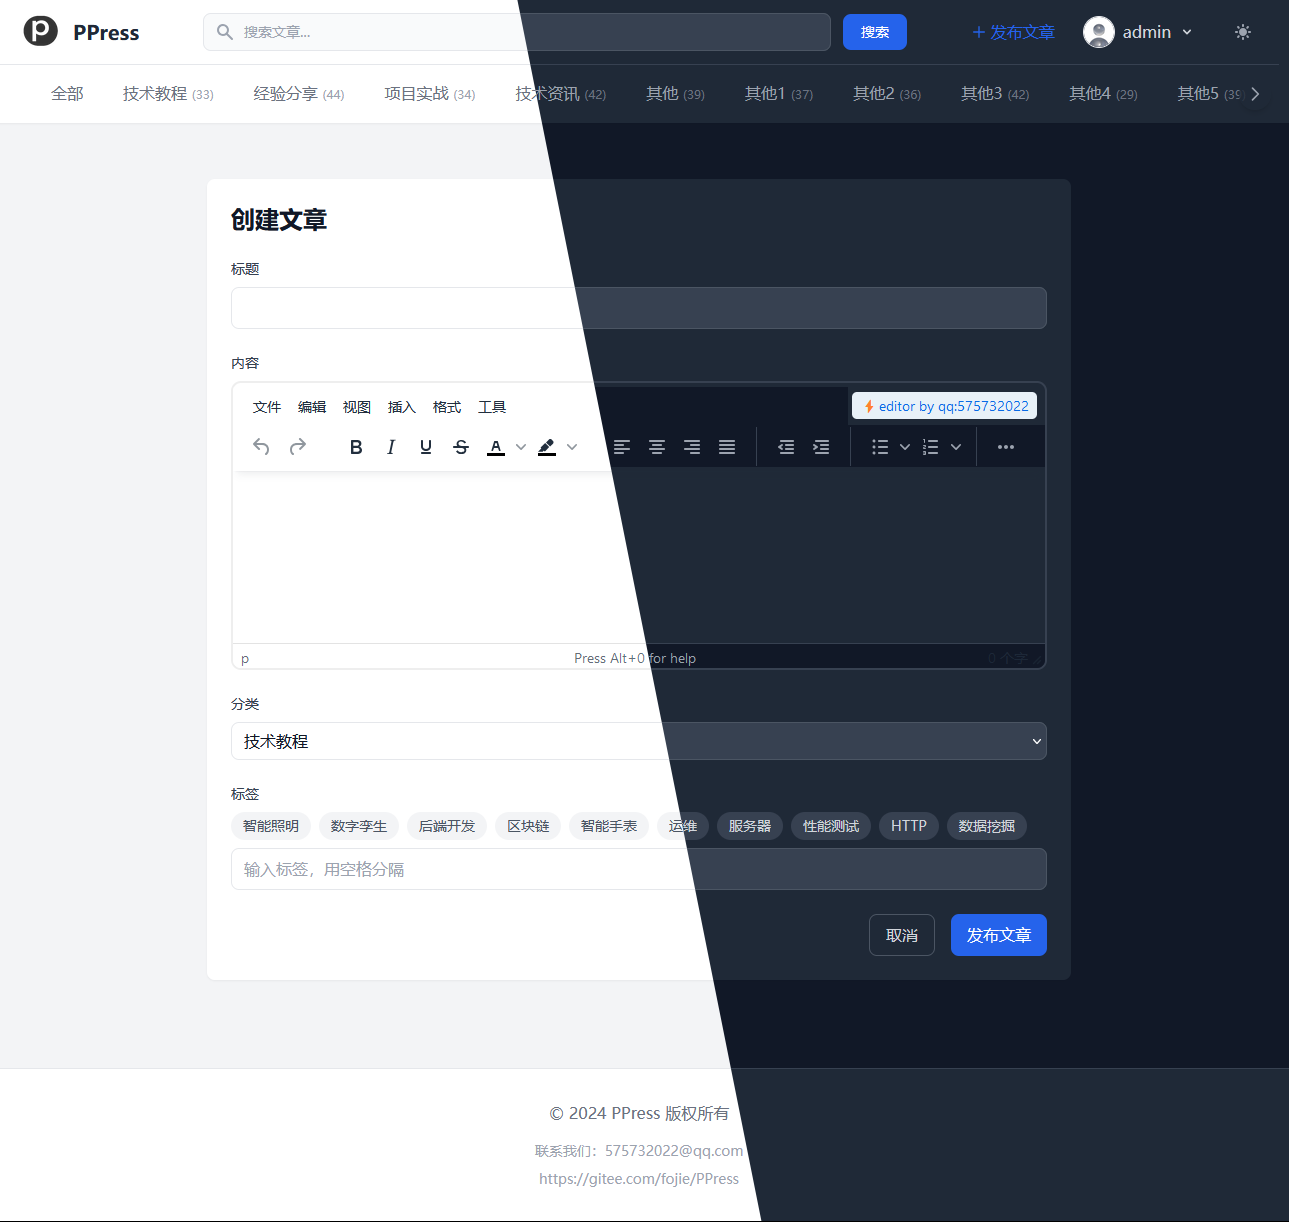 PPress
搜索文章...
搜索
发布文章
admin
全部 技术教程 (33) 经验分享 (44) 项目实战 (34) 技术资讯 (42) 其他 (39) 其他1 (37) 其他2 (36) 其他3 (42) 其他4 (29) 其他5 (39
创建文章
标题
内容
文件 编辑 视图 插入 格式 工具
editor by qq:575732022
p
Press Alt+0 for help
0 个字
分类
技术教程
标签
智能照明 数字孪生 后端开发 区块链 智能手表 运维 服务器 性能测试 HTTP 数据挖掘
输入标签，用空格分隔
取消 发布文章
© 2024 PPress 版权所有
联系我们：575732022@qq.com
https://gitee.com/fojie/PPress